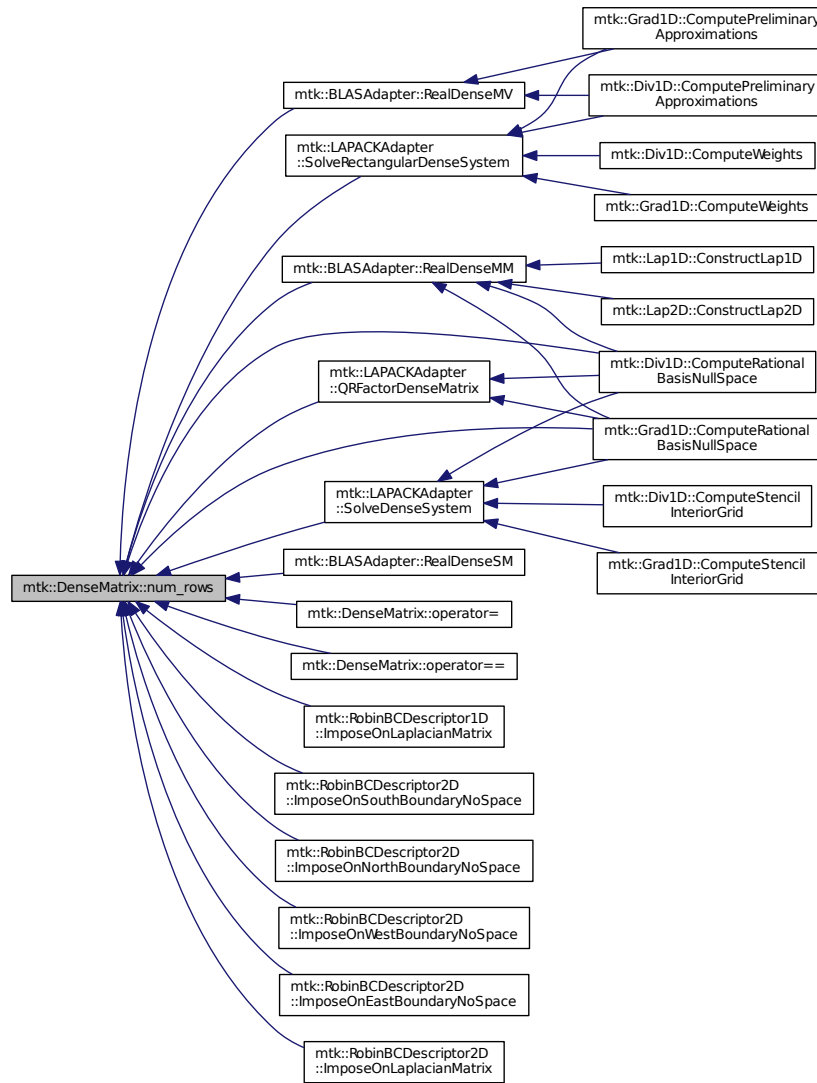 mtk::Grad1D::ComputePreliminary
Approximations
mtk::BLASAdapter::RealDenseMV
mtk::Div1D::ComputePreliminary
Approximations
mtk::LAPACKAdapter
::SolveRectangularDenseSystem
mtk::Div1D::ComputeWeights
mtk::Grad1D::ComputeWeights
mtk::BLASAdapter::RealDenseMM
mtk::Lap1D::ConstructLap1D
mtk::Lap2D::ConstructLap2D
mtk::Div1D::ComputeRational
BasisNullSpace
mtk::LAPACKAdapter
::QRFactorDenseMatrix
mtk::Grad1D::ComputeRational
BasisNullSpace
mtk::LAPACKAdapter
::SolveDenseSystem
mtk::Div1D::ComputeStencil
InteriorGrid
mtk::Grad1D::ComputeStencil
InteriorGrid
mtk::BLASAdapter::RealDenseSM
mtk::DenseMatrix::num_rows
mtk::DenseMatrix::operator=
mtk::DenseMatrix::operator==
mtk::RobinBCDescriptor1D
::ImposeOnLaplacianMatrix
mtk::RobinBCDescriptor2D
::ImposeOnSouthBoundaryNoSpace
mtk::RobinBCDescriptor2D
::ImposeOnNorthBoundaryNoSpace
mtk::RobinBCDescriptor2D
::ImposeOnWestBoundaryNoSpace
mtk::RobinBCDescriptor2D
::ImposeOnEastBoundaryNoSpace
mtk::RobinBCDescriptor2D
::ImposeOnLaplacianMatrix